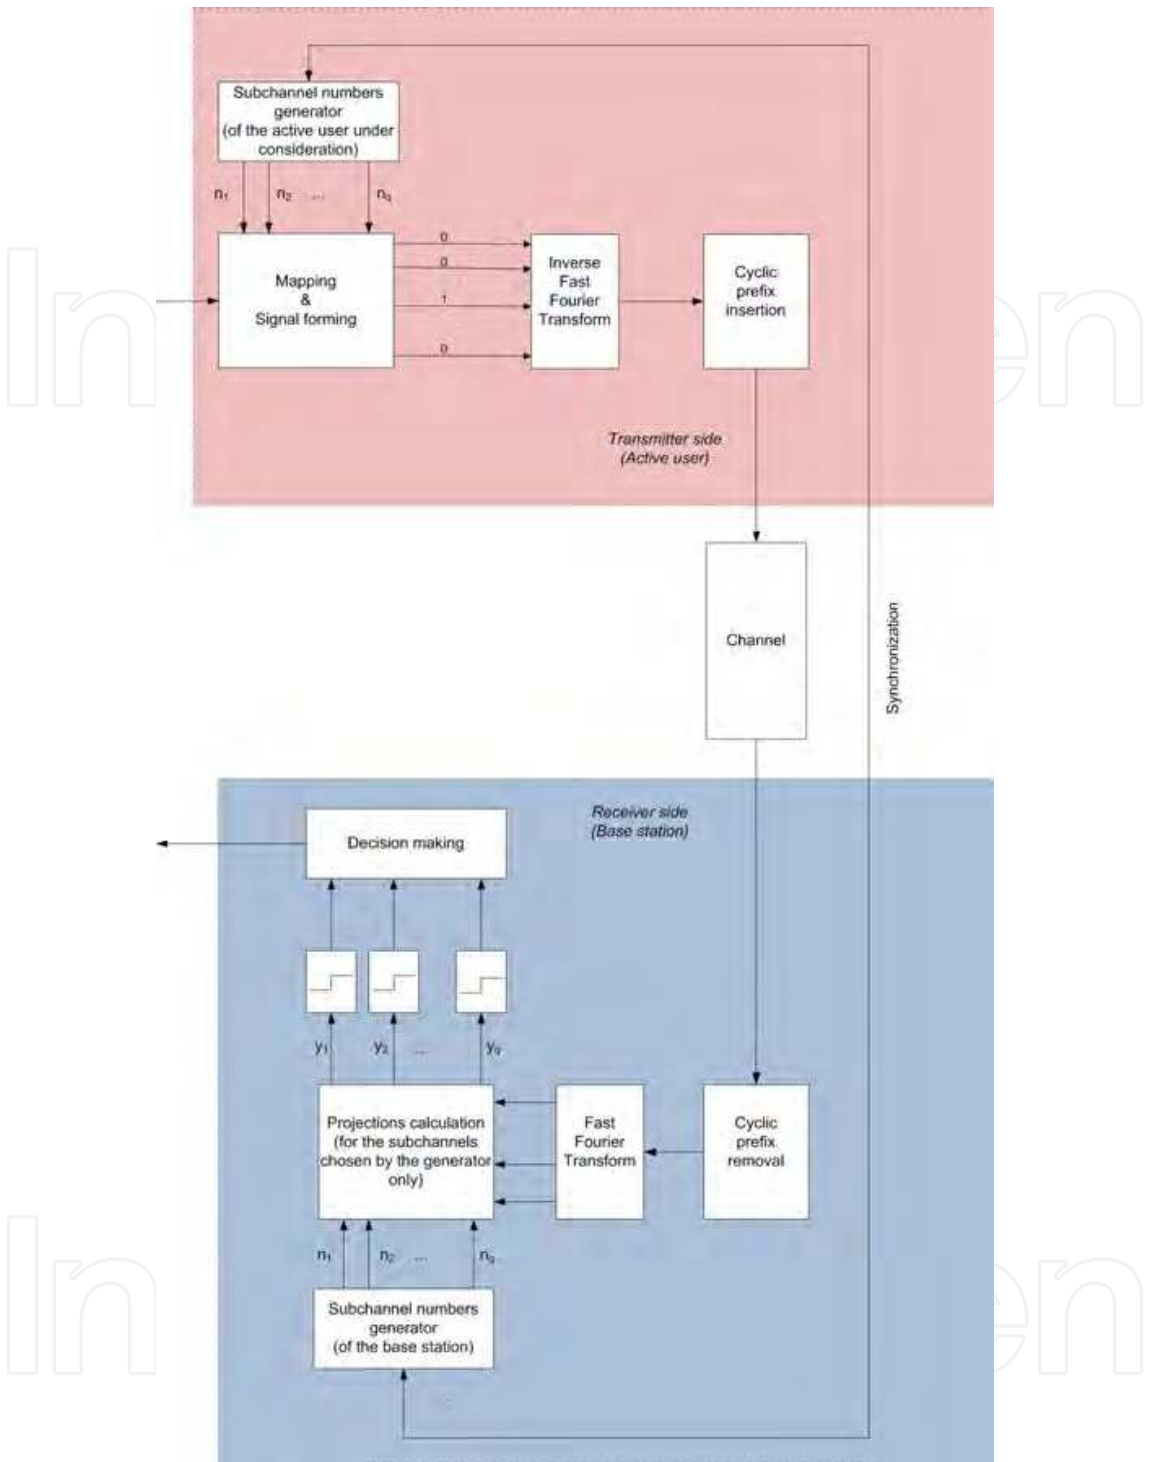 Subchannel numbers
generator
(of the active user under
consideration)
n1 n2 ... nq
0
0
1
0
Mapping
&
Signal forming
Inverse
Fast
Fourier
Transform
Cyclic
prefix
insertion
Transmitter side
(Active user)
Channel
Synchronization
Receiver side
(Base station)
Decision making
y1 y2 ... yq
Projections calculation
(for the subchannels
chosen by the generator
only)
Fast
Fourier
Transform
Cyclic
prefix
removal
n1 n2 ... nq
Subchannel numbers
generator
(of the base station)